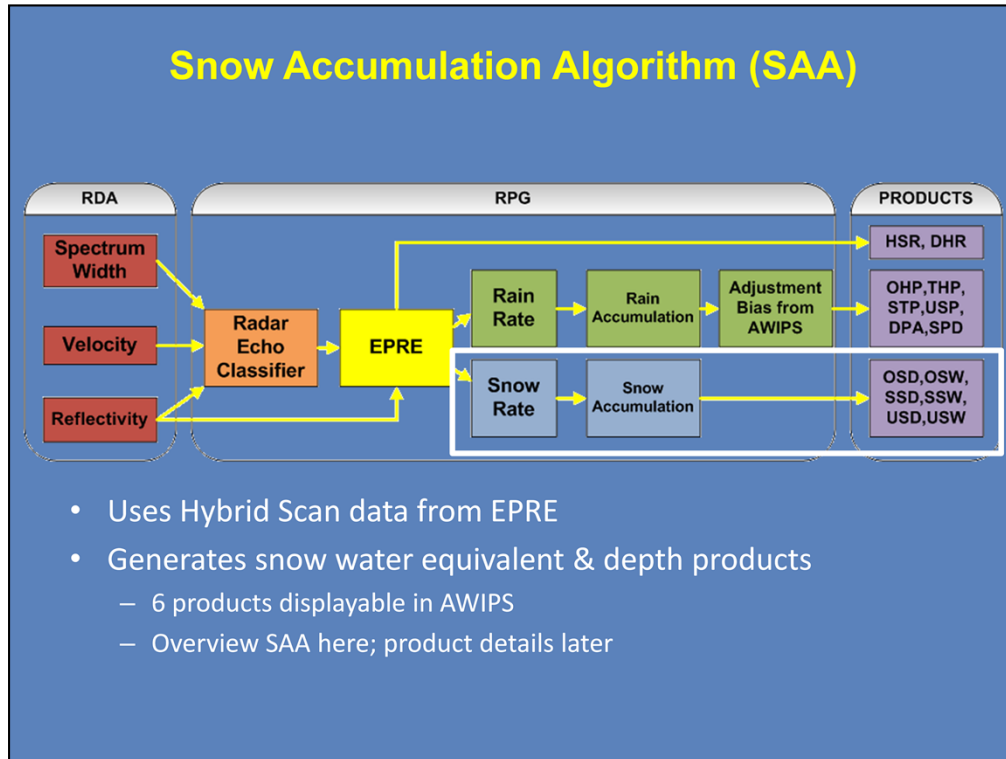 Snow Accumulation Algorithm (SAA)
RDA
RPG
PRODUCTS
Spectrum
Width
Velocity
Reflectivity
Radar
Echo
Classifier
EPRE
Rain
Rate
Rain
Accumulation
Adjustment
Bias from
AWIPS
Snow
Rate
Snow
Accumulation
HSR, DHR
OHP,THP,
STP,USP,
DPA,SPD
OSD,OSW,
SSD,SSW,
USD,USW
• Uses Hybrid Scan data from EPRE
• Generates snow water equivalent & depth products
– 6 products displayable in AWIPS
– Overview SAA here; product details later